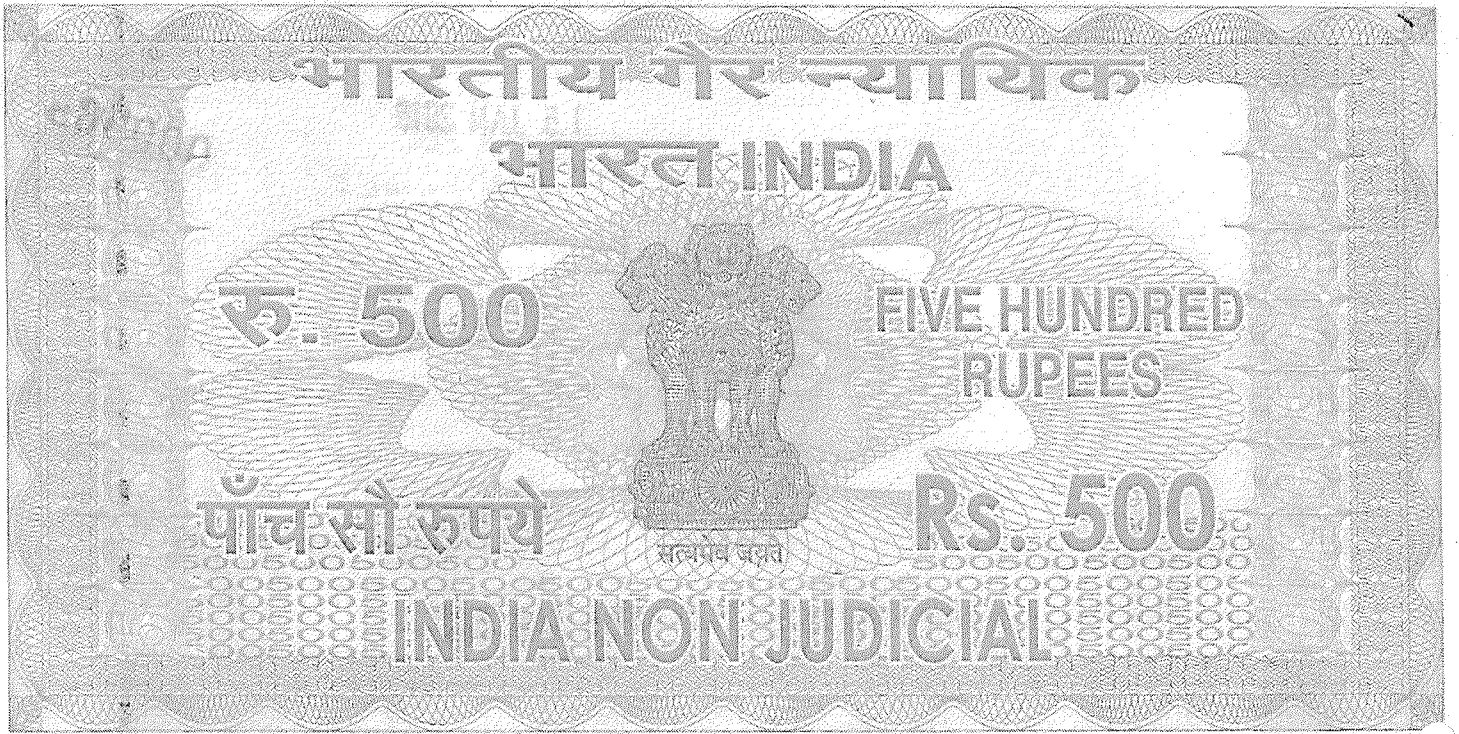 भारतीय गैर न्यायिक
भारत INDIA
रु. 500
FIVE HUNDRED
RUPEES
पाँच सौ रुपये
Rs. 500
सत्यमेव जयते
INDIA NON JUDICIAL